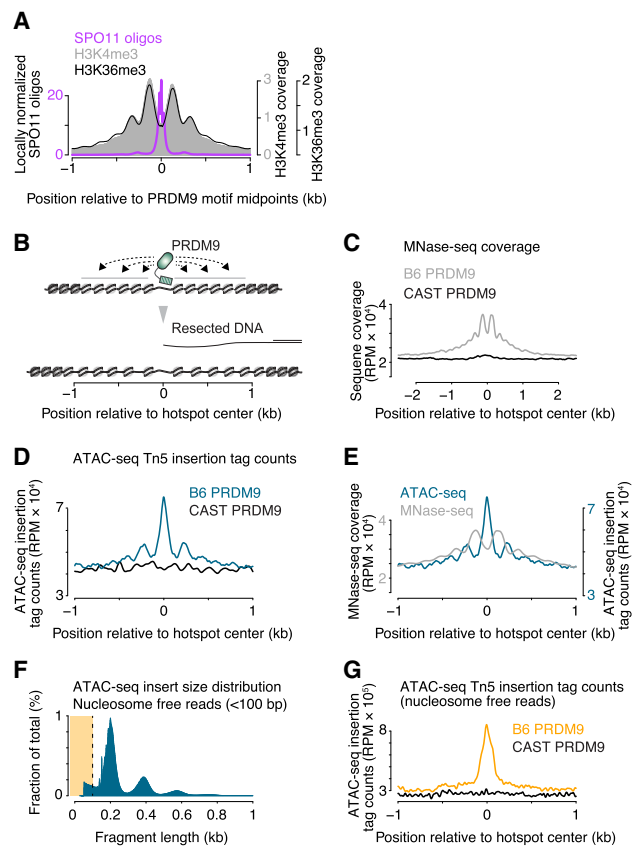 A
SPO11 oligos
H3K4me3
H3K36me3
Locally normalized
SPO11 oligos
20
0
3
1
0
H3K4me3 coverage
2
1
H3K36me3 coverage
−1 0 1
Position relative to PRDM9 motif midpoints (kb)
B
PRDM9
Resected DNA
−1 0 1
Position relative to hotspot center (kb)
C
MNase-seq coverage
B6 PRDM9
CAST PRDM9
Sequene coverage
(RPM × 10⁴)
4
2
−2 −1 0 1 2
Position relative to hotspot center (kb)
D
ATAC-seq Tn5 insertion tag counts
B6 PRDM9
CAST PRDM9
ATAC-seq insertion
tag counts (RPM × 10⁴)
7
3
−1 0 1
Position relative to hotspot center (kb)
E
ATAC-seq
MNase-seq
MNase-seq coverage
(RPM × 10⁴)
4
2
7
3
ATAC-seq insertion
tag counts (RPM × 10⁴)
−1 0 1
Position relative to hotspot center (kb)
F
ATAC-seq insert size distribution
Nucleosome free reads (<100 bp)
Fraction of total (%)
1
0
0 0.2 0.4 0.6 0.8 1
Fragment length (kb)
G
ATAC-seq Tn5 insertion tag counts
(nucleosome free reads)
B6 PRDM9
CAST PRDM9
ATAC-seq insertion
tag counts (RPM × 10⁵)
8
3
−1 0 1
Position relative to hotspot center (kb)